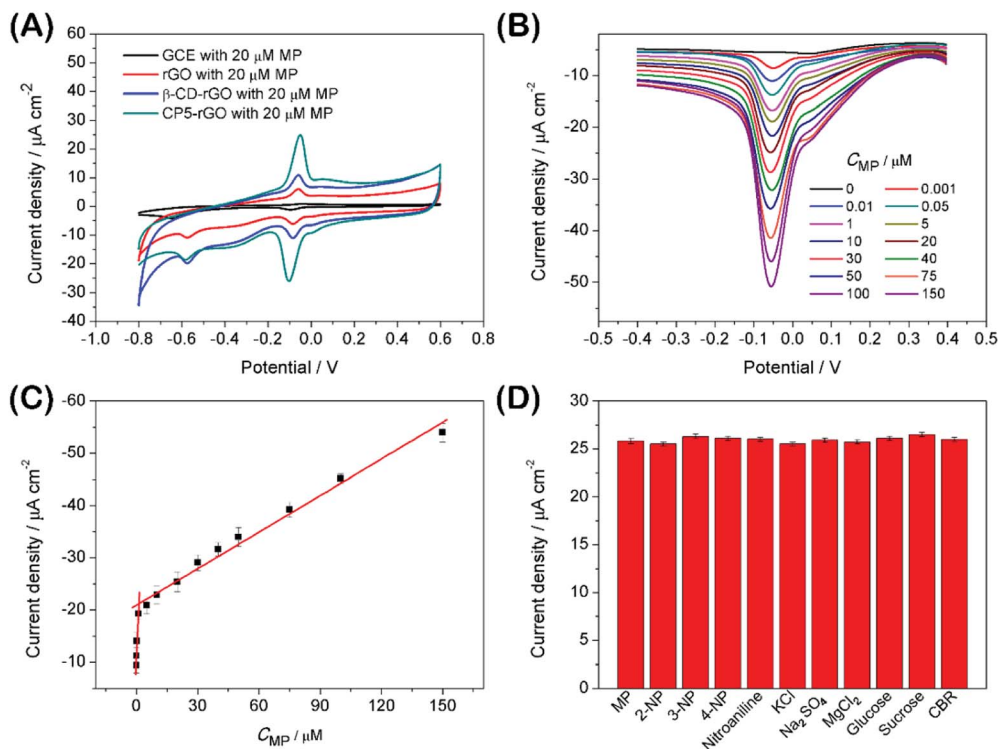 (A)
60
50
40
30
20
10
0
-10
-20
-30
-40
Current density / μA cm-2
GCE with 20 μM MP
rGO with 20 μM MP
β-CD-rGO with 20 μM MP
CP5-rGO with 20 μM MP
-1.0 -0.8 -0.6 -0.4 -0.2 0.0 0.2 0.4 0.6 0.8
Potential / V
(B)
-10
-20
-30
-40
-50
Current density / μA cm-2
CMP / μM
0 0.001
0.01 0.05
1 5
10 20
30 40
50 75
100 150
-0.5 -0.4 -0.3 -0.2 -0.1 0.0 0.1 0.2 0.3 0.4 0.5
Potential / V
(C)
-60
-50
-40
-30
-20
-10
Current density / μA cm-2
0 30 60 90 120 150
CMP / μM
(D)
30
25
20
15
10
5
0
Current density / μA cm-2
MP
2-NP
3-NP
4-NP
Nitroaniliine
KCl
Na2SO4
MgCl2
Glucose
Sucrose
CBR